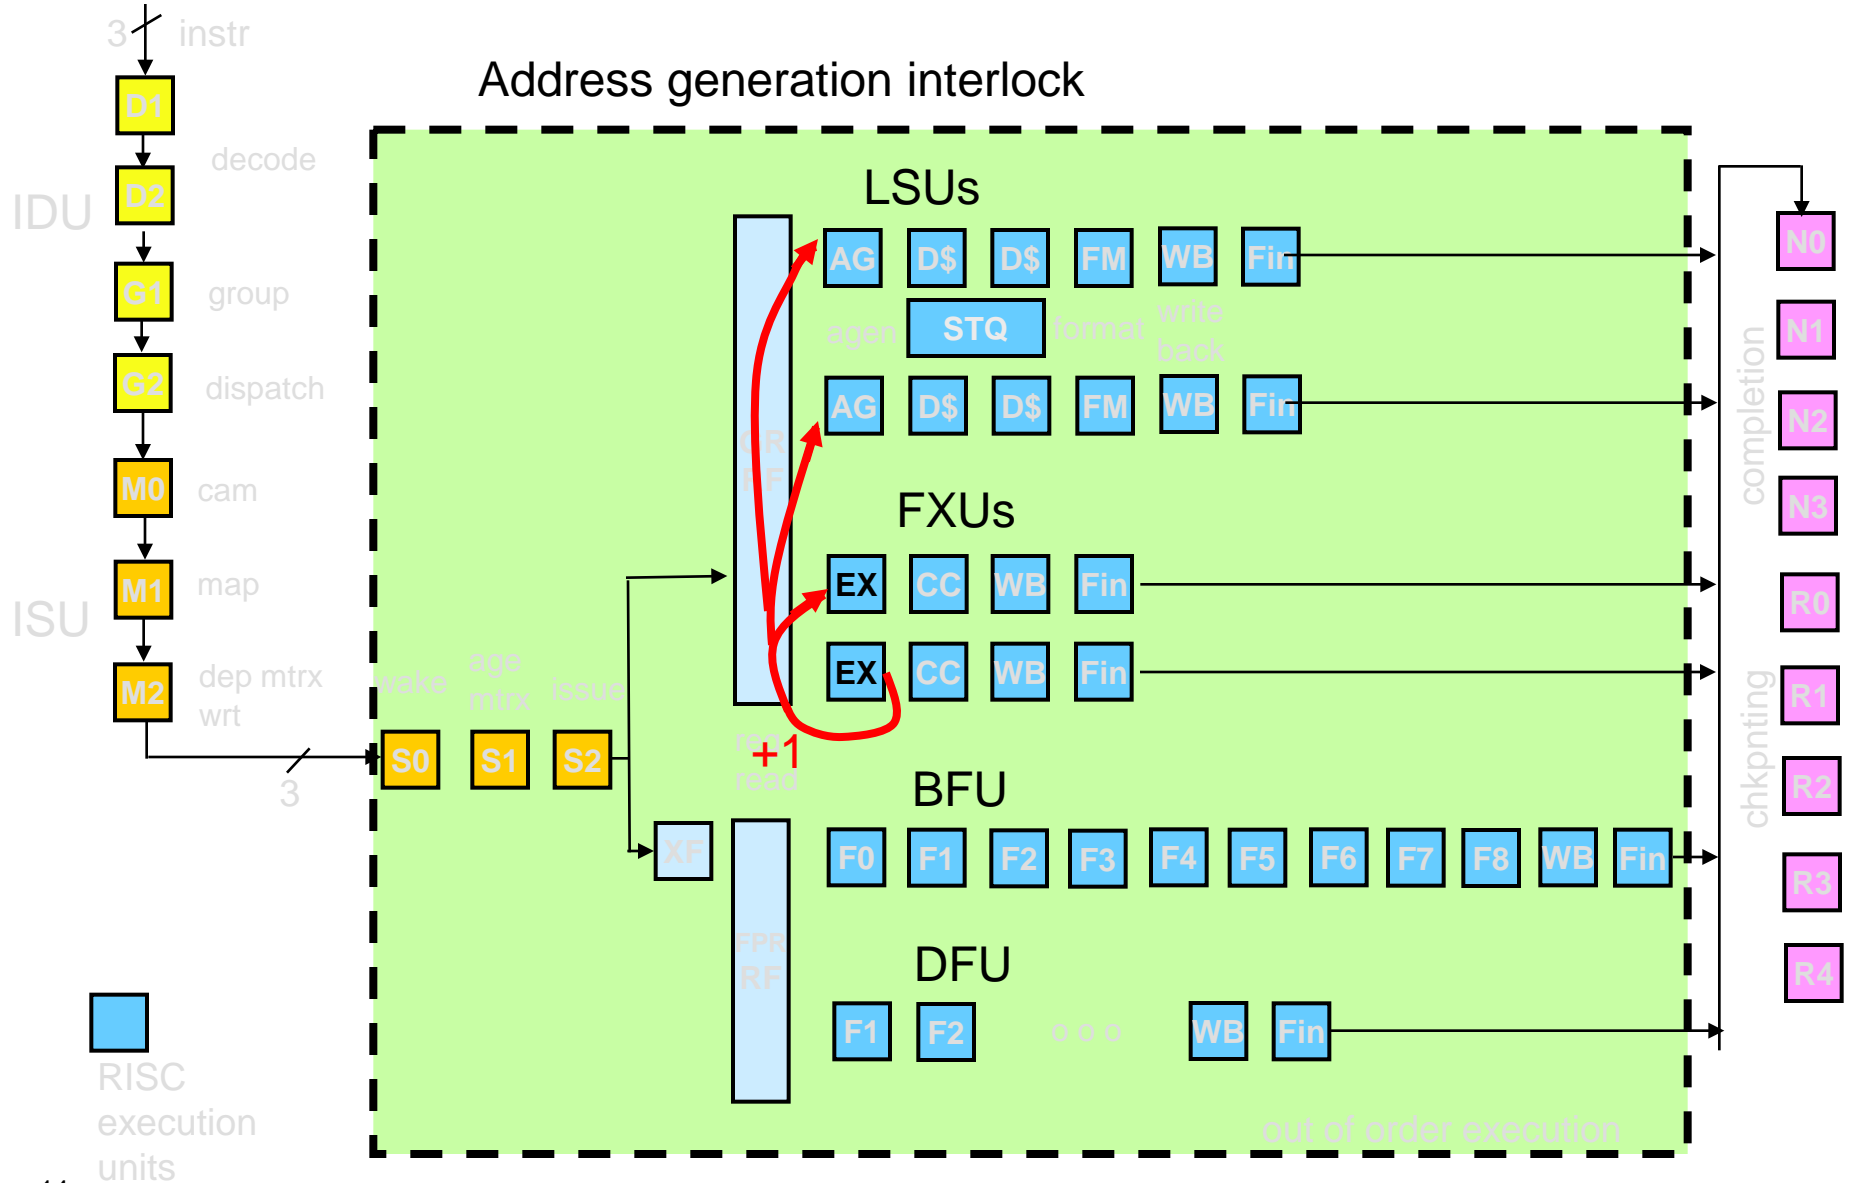 3 instr
Address generation interlock
D1
decode
D2
IDU
G1 group
G2 dispatch
M0 cam
M1 map
ISU
M2 dep mtrx
wrt
3
wake
age
mtrx
issue
S0 S1 S2
LSUs
AG D$ D$ FM WB Fin
agen STQ format write
back
AG D$ D$ FM WB Fin
FXUs
EX CC WB Fin
EX CC WB Fin
reg
+1
read
BFU
XF
F0 F1 F2 F3 F4 F5 F6 F7 F8 WB Fin
FPR
RF
DFU
F1 F2 o o o WB Fin
out of order execution
completion
chkpnting
N0
N1
N2
N3
R0
R1
R2
R3
R4
RISC
execution
units